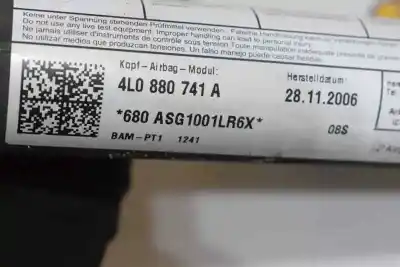 Keine unter Spannung stehenden Prüfmittel verwenden.
Do not use any live test equipment. Improper handling can lead to personal injury.
Ne jamais utiliser d'instruments de contrôle sous tension
No utilizar medios que produzcan tensiones. Un falso manejo puede causar
Kopf-Airbag-Modul:
Herstelldatum:
4L0 880 741 A
28.11.2006
*680 ASG1001LR6X*
08S
BAM-PT1 1241